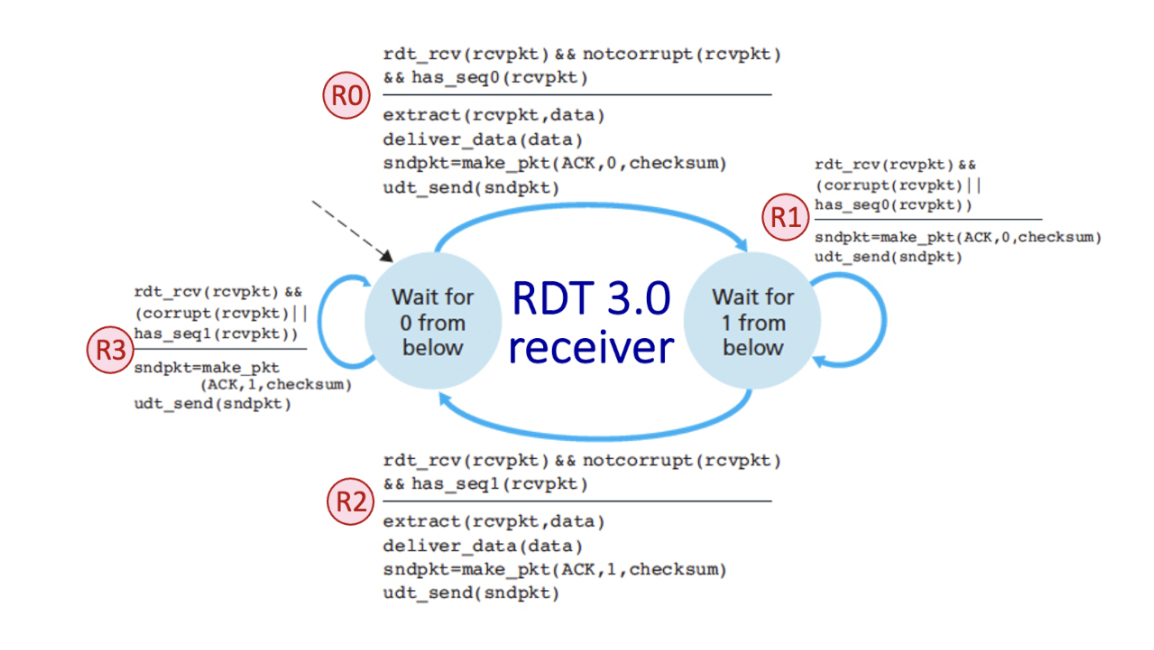 rdt_rcv(rcvpkt) && notcorrupt(rcvpkt)
&& has_seq0(rcvpkt)
R0
extract(rcvpkt,data)
deliver_data(data)
sndpkt=make_pkt(ACK,0,checksum)
udt_send(sndpkt)
rdt_rcv(rcvpkt) &&
(corrupt(rcvpkt)||
has_seq0(rcvpkt))
R1
sndpkt=make_pkt(ACK,0,checksum)
udt_send(sndpkt)
Wait for
0 from
below
RDT 3.0
receiver
Wait for
1 from
below
rdt_rcv(rcvpkt) &&
(corrupt(rcvpkt)||
has_seq1(rcvpkt))
R3
sndpkt=make_pkt
(ACK,1,checksum)
udt_send(sndpkt)
rdt_rcv(rcvpkt) && notcorrupt(rcvpkt)
&& has_seq1(rcvpkt)
R2
extract(rcvpkt,data)
deliver_data(data)
sndpkt=make_pkt(ACK,1,checksum)
udt_send(sndpkt)